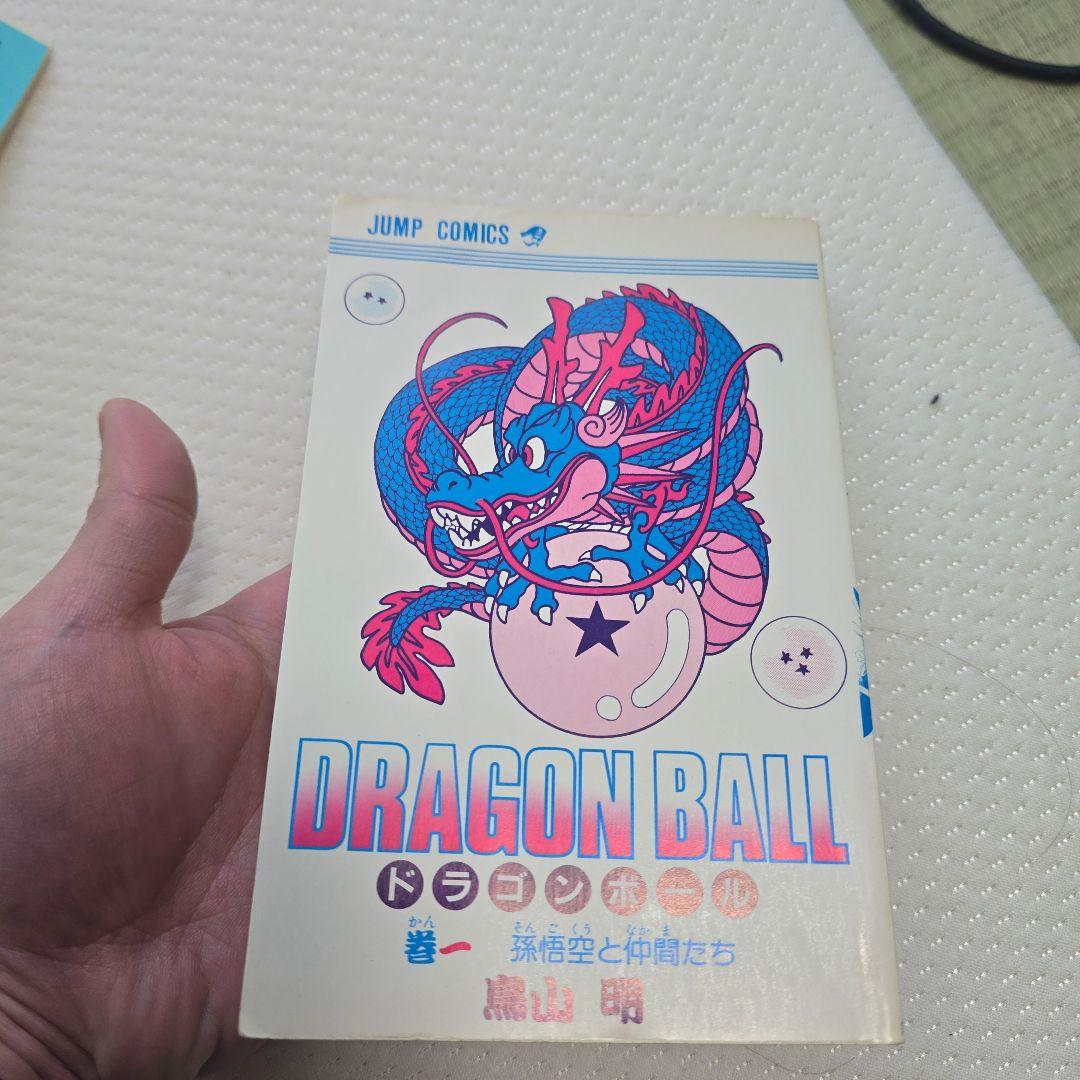 JUMP COMICS
DRAGON BALL
ドラゴンボール
かん
巻一
そんごくう なかま
孫悟空と仲間たち
鳥山 明